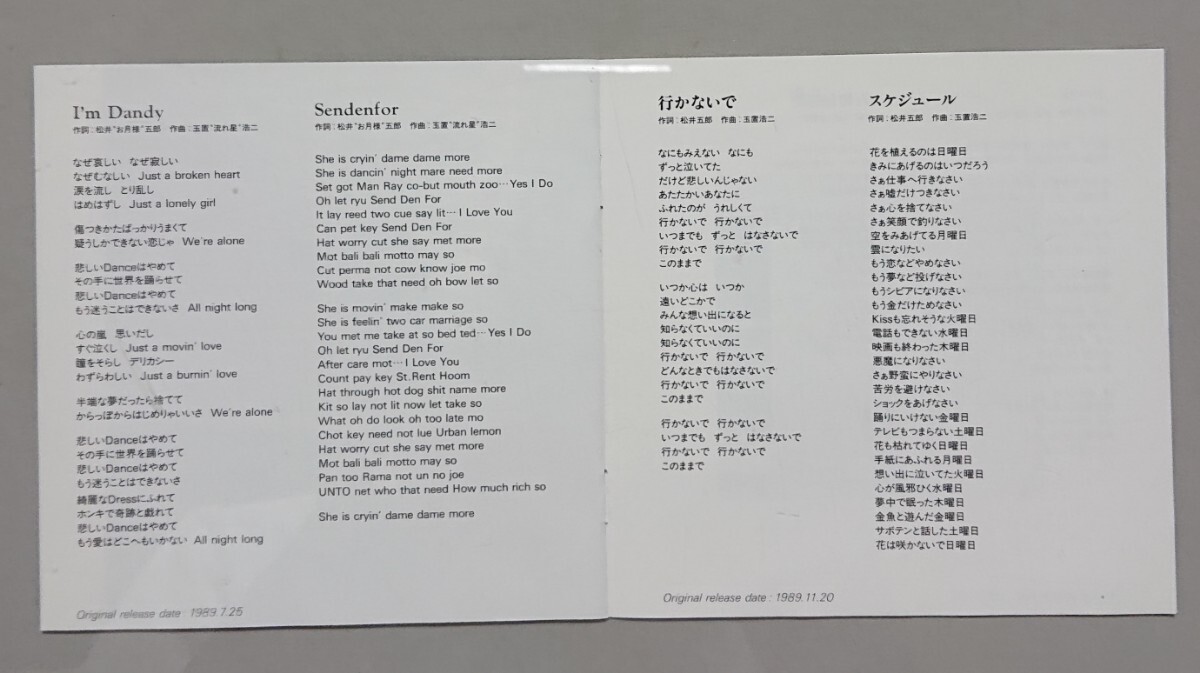 I'm Dandy
作詞:松井"お月様"五郎　作曲:玉置"流れ星"浩二
なぜ哀しい　なぜ寂しい
なぜむなしい　Just a broken heart
涙を流し　とり乱し
はめはずし　Just a lonely girl
傷つきかたばっかりうまくて
疑うしかできない恋じゃ　We're alone
悲しいDanceはやめて
その手に世界を踊らせて
悲しいDanceはやめて
もう迷うことはできないさ　All night long
心の嵐　思いだし
すぐ泣くし　Just a movin' love
瞳をそらし　デリカシー
わずらわしい　Just a burnin' love
半端な夢だったら捨てて
からっぽからはじめりゃいいさ　We're alone
悲しいDanceはやめて
その手に世界を踊らせて
悲しいDanceはやめて
もう迷うことはできないさ
綺麗なDressにふれて
ホンキで奇跡と戯れて
悲しいDanceはやめて
もう愛はどこへもいかない　All night long
Original release date : 1989.7.25
Sendenfor
作詞:松井"お月様"五郎　作曲:玉置"流れ星"浩二
She is cryin' dame dame more
She is dancin' night mare need more
Set got Man Ray co-but mouth zoo…Yes I Do
Oh let ryu Send Den For
It lay reed two cue say lit…I Love You
Can pet key Send Den For
Hat worry cut she say met more
Mot bali bali motto may so
Cut perma not cow know joe mo
Wood take that need oh bow let so
She is movin' make make so
She is feelin' two car marriage so
You met me take at so bed ted…Yes I Do
Oh let ryu Send Den For
After care mot…I Love You
Count pay key St.Rent Hoom
Hat through hot dog shit name more
Kit so lay not lit now let take so
What oh do look oh too late mo
Chot key need not lue Urban lemon
Hat worry cut she say met more
Mot bali bali motto may so
Pan too Rama not un no joe
UNTO net who that need How much rich so
She is cryin' dame dame more
行かないで
作詞:松井五郎　作曲:玉置浩二
なにもみえない　なにも
ずっと泣いてた
だけど悲しいんじゃない
あたたかいあなたに
ふれたのが　うれしくて
行かないで　行かないで
いつまでも　ずっと　はなさないで
行かないで　行かないで
このままで
いつか心は　いつか
遠いどこかで
みんな想い出になると
知らなくていいのに
知らなくていいのに
行かないで　行かないで
どんなときでもはなさないで
行かないで　行かないで
このままで
行かないで　行かないで
いつまでも　ずっと　はなさないで
行かないで　行かないで
このままで
Original release date : 1989.11.20
スケジュール
作詞:松井五郎　作曲:玉置浩二
花を植えるのは日曜日
きみにあげるのはいつだろう
さぁ仕事へ行きなさい
さぁ嘘だけつきなさい
さぁ心を捨てなさい
さぁ笑顔で釣りなさい
空をみあげてる月曜日
雲になりたい
もう恋などやめなさい
もう夢など投げなさい
もうシビアになりなさい
もう金だけためなさい
Kissも忘れそうな火曜日
電話もできない水曜日
映画も終わった木曜日
悪魔になりなさい
さぁ野蛮にやりなさい
苦労を避けなさい
ショックをあげなさい
踊りにいけない金曜日
テレビもつまらない土曜日
花も枯れてゆく日曜日
手紙にあふれる月曜日
想い出に泣いてた火曜日
心が風邪ひく水曜日
夢中で眠った木曜日
金魚と遊んだ金曜日
サボテンと話した土曜日
花は咲かないで日曜日